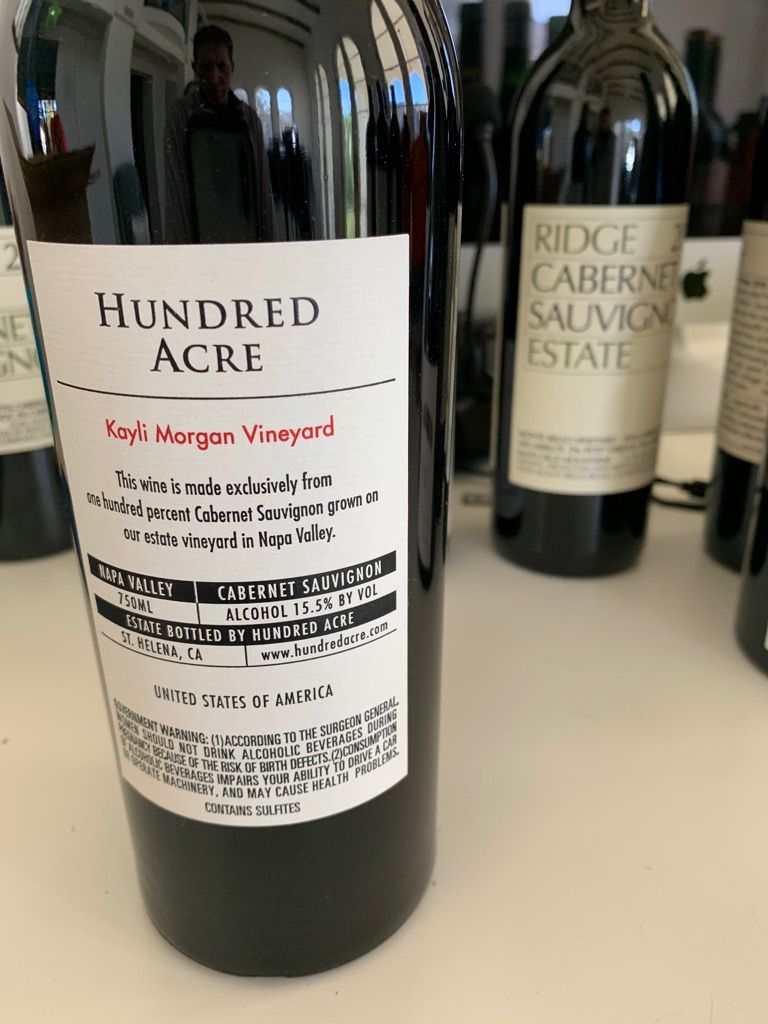 HUNDRED
ACRE
Kayli Morgan Vineyard
This wine is made exclusively from
one hundred percent Cabernet Sauvignon grown on
our estate vineyard in Napa Valley.
NAPA VALLEY CABERNET SAUVIGNON
750ML ALCOHOL 15.5% BY VOL
ESTATE BOTTLED BY HUNDRED ACRE
ST. HELENA, CA www.hundredacre.com
UNITED STATES OF AMERICA
GOVERNMENT WARNING: (1)ACCORDING TO THE SURGEON GENERAL,
WOMEN SHOULD NOT DRINK ALCOHOLIC BEVERAGES DURING
PREGNANCY BECAUSE OF THE RISK OF BIRTH DEFECTS.(2)CONSUMPTION
OF ALCOHOLIC BEVERAGES IMPAIRS YOUR ABILITY TO DRIVE A CAR
OR OPERATE MACHINERY, AND MAY CAUSE HEALTH PROBLEMS.
CONTAINS SULFITES
RIDGE 2
CABERNE
SAUVIGN
ESTATE
2
NE
GN